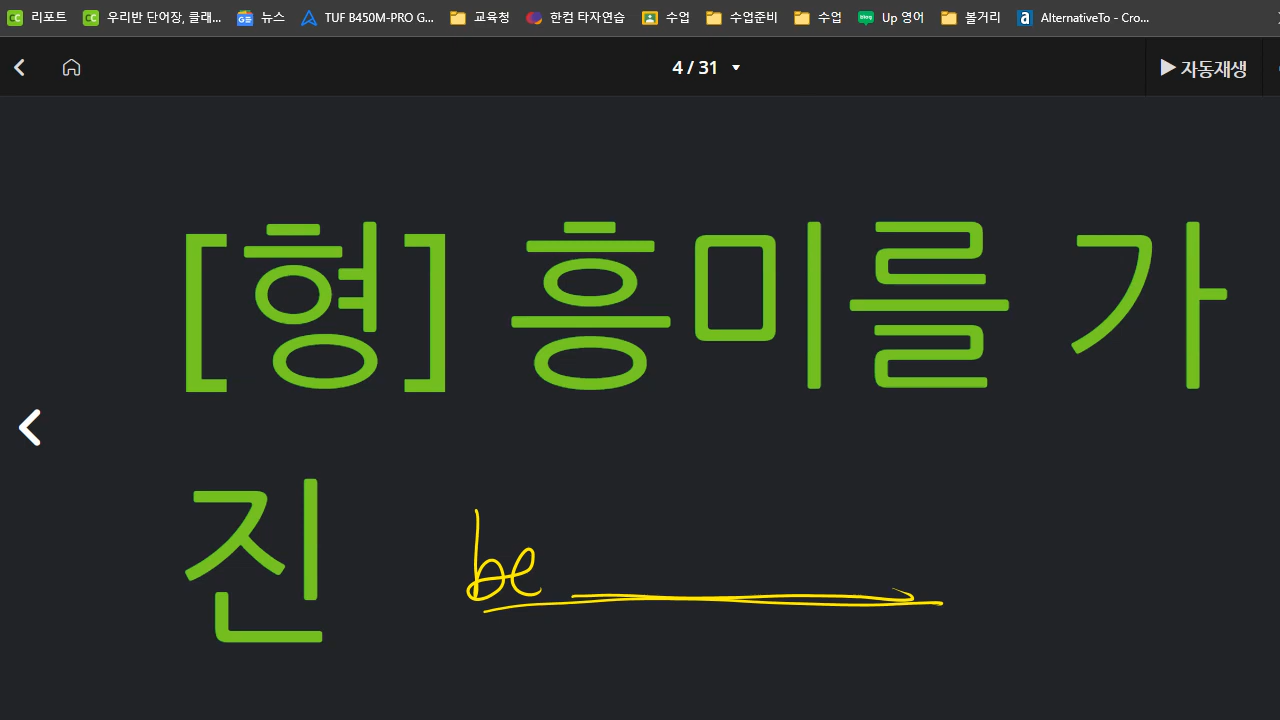 리포트 우리반 단어장, 클래... 뉴스 TUF B450M-PRO G... 교육청 한컴 타자연습 수업 수업준비 수업 Up 영어 볼거리 AlternativeTo - Cro...
4 / 31 ▶ 자동재생
[형] 흥미를 가
진
be